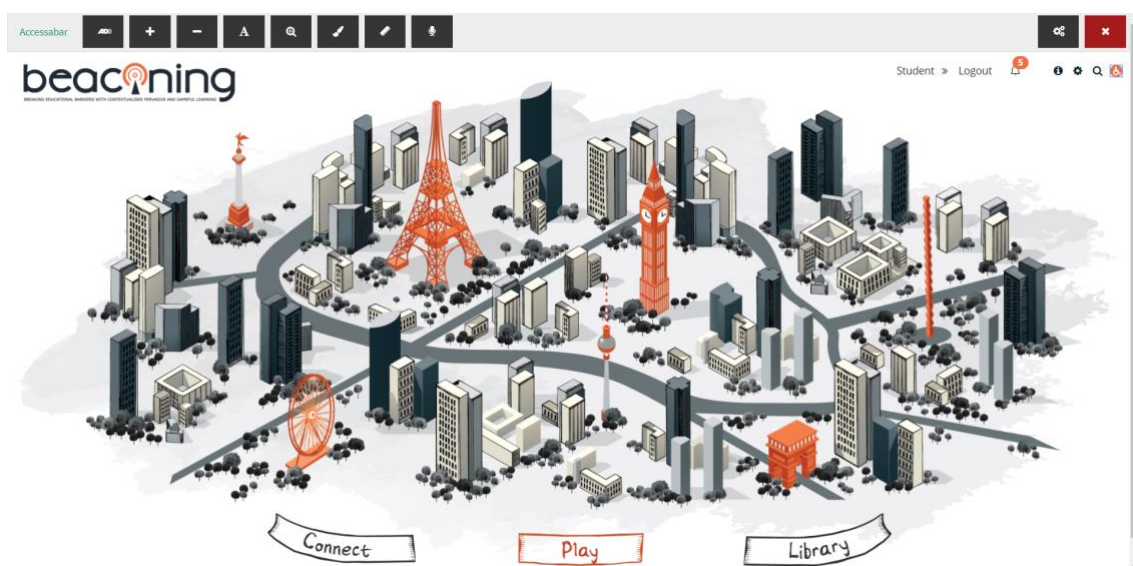 Accessabar
A
Student » Logout
5
beaconing
BREAKING EDUCATIONAL BARRIERS WITH CONTEXTUALISED PERVASIVE AND GAMEFUL LEARNING
Connect
Play
Library